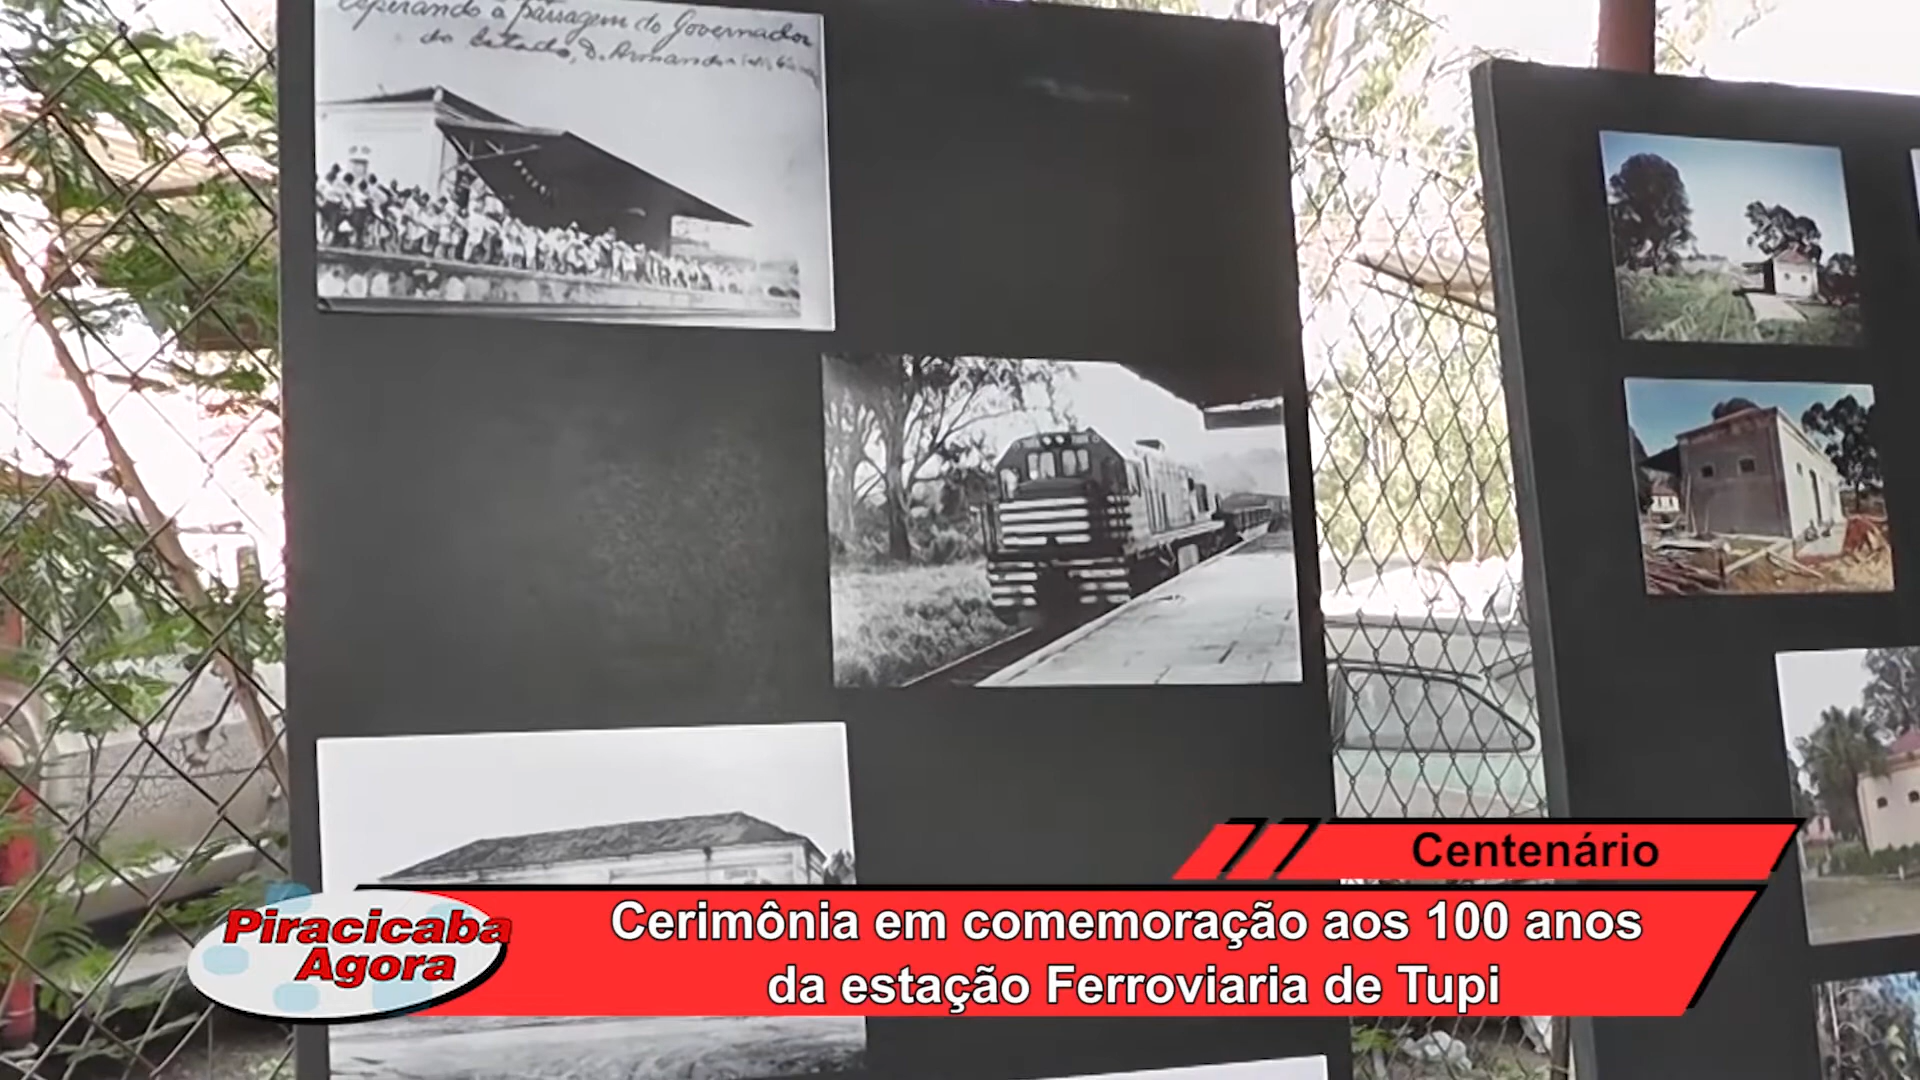 Esperando a passagem do Governador
do Estado, D. Armando
Centenário
Piracicaba
Agora
Cerimônia em comemoração aos 100 anos
da estação Ferroviaria de Tupi